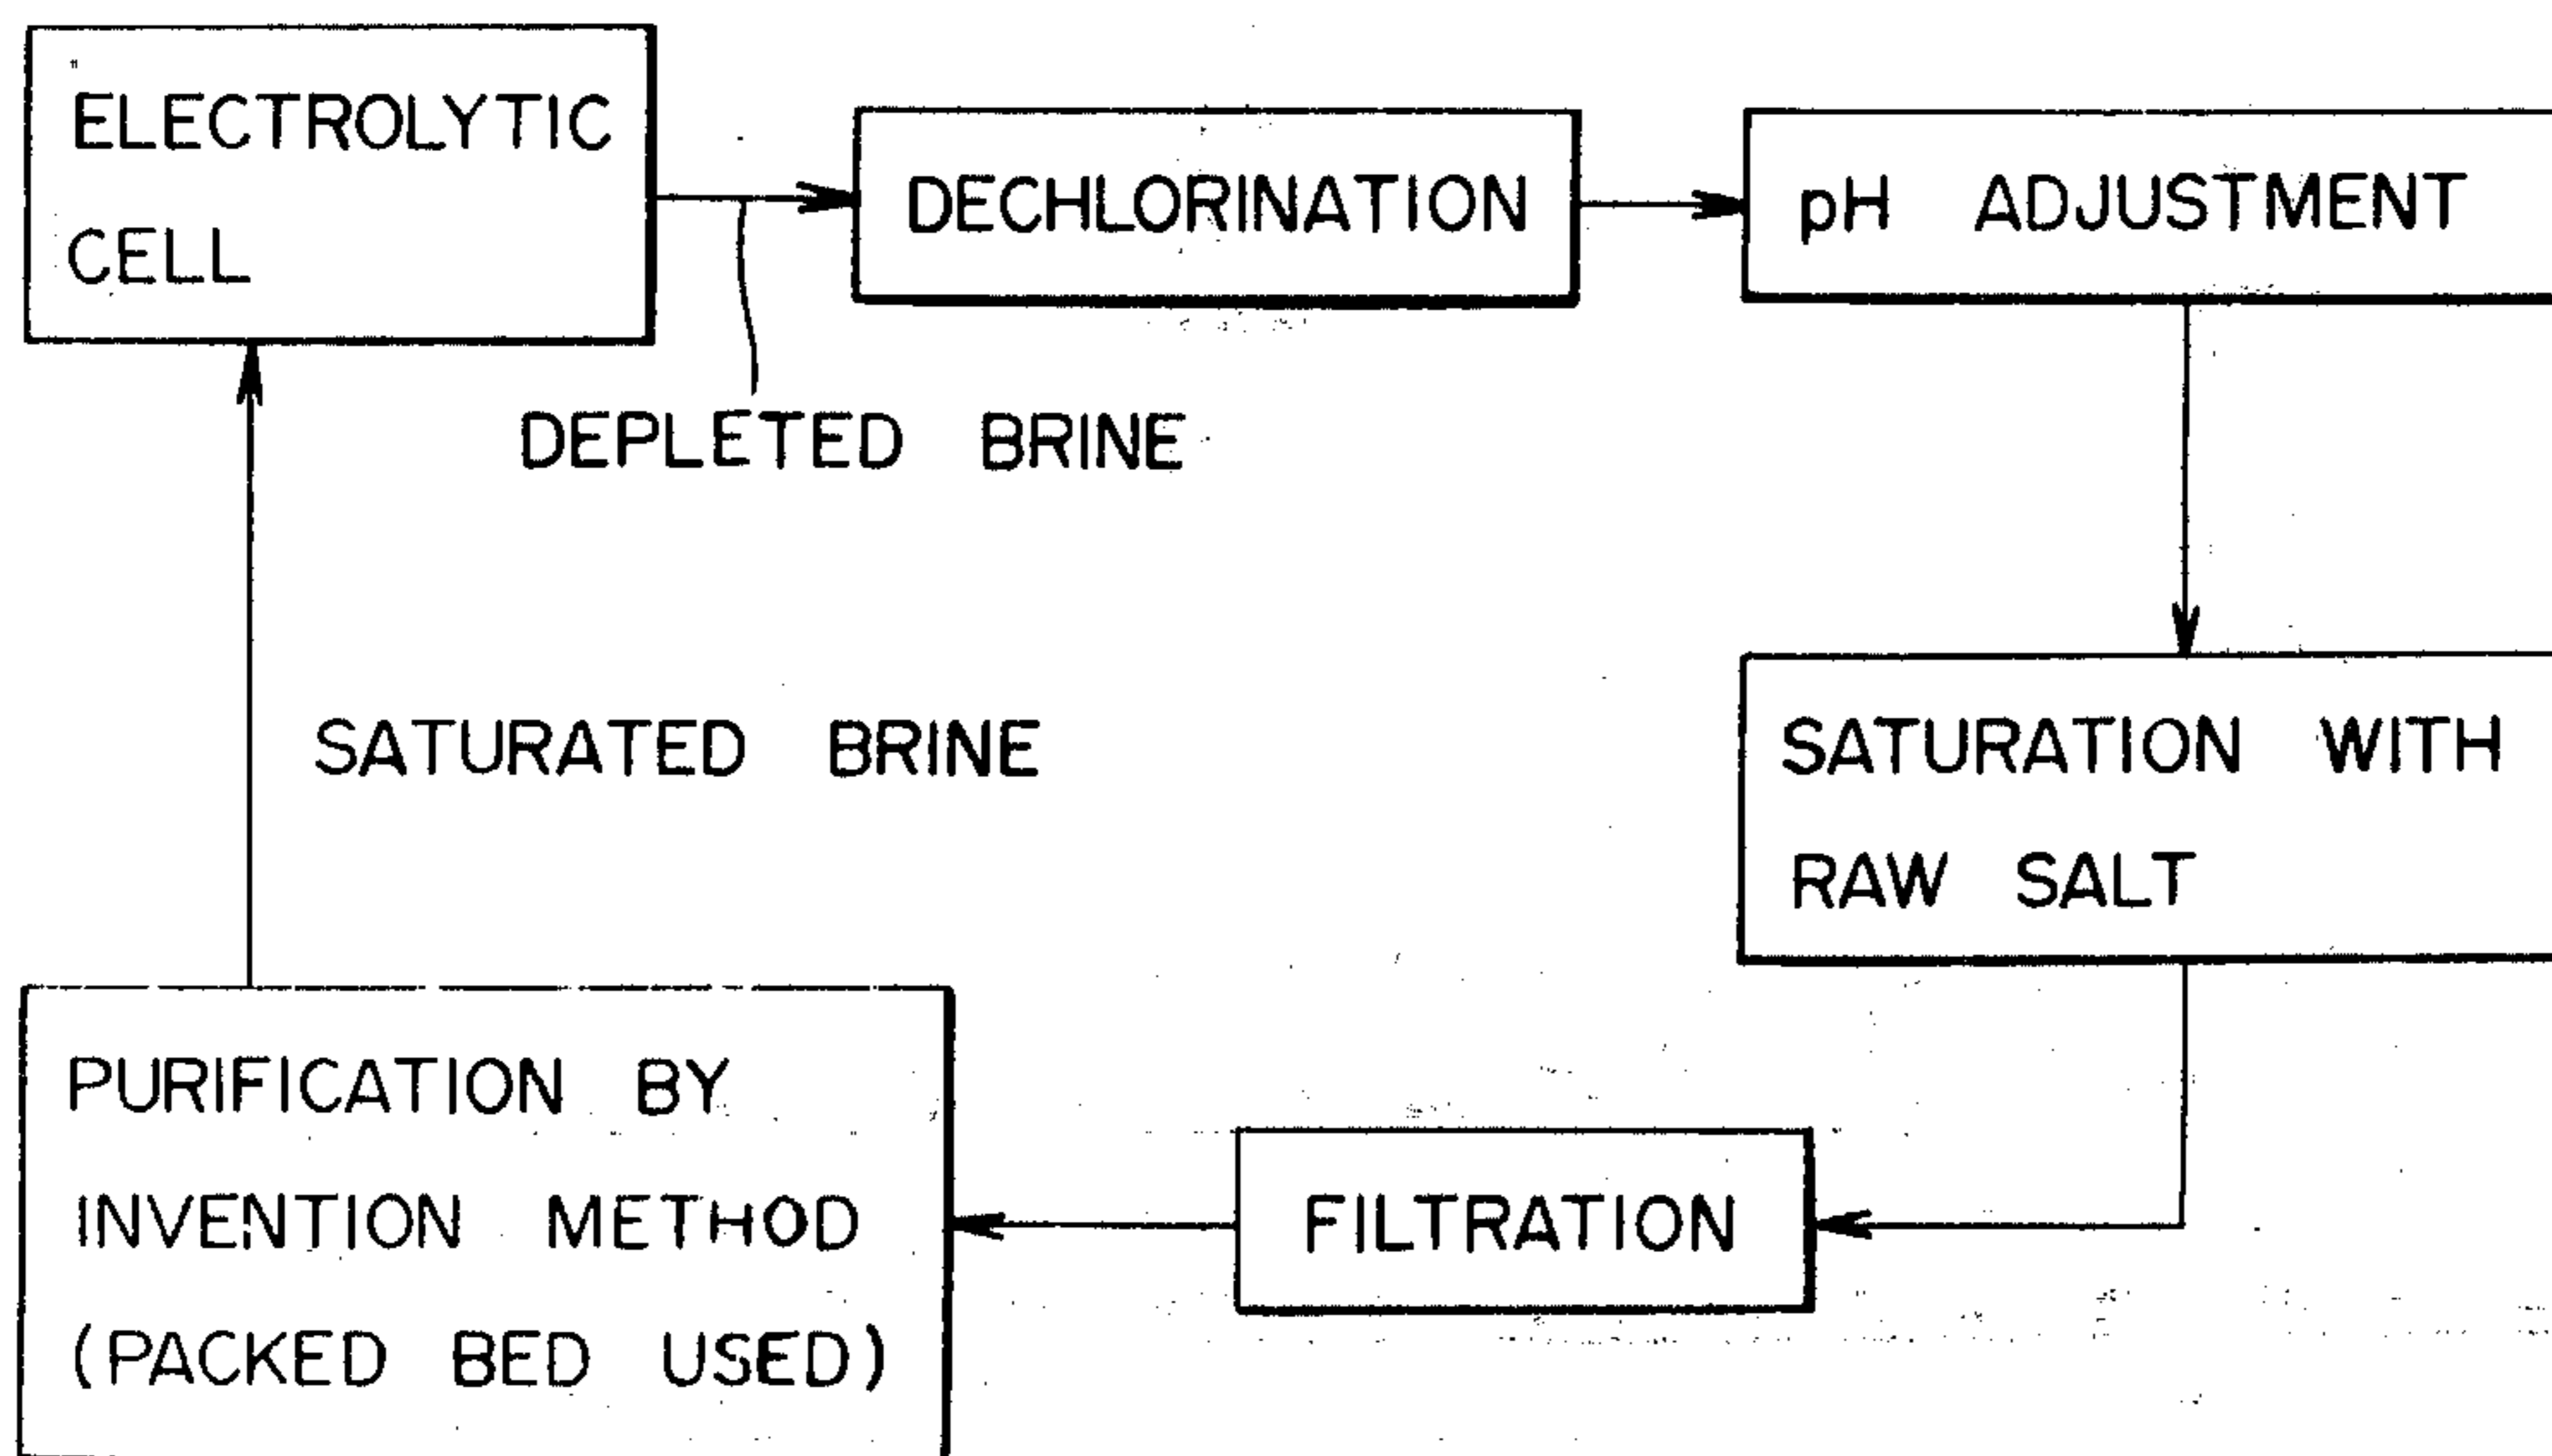 ELECTROLYTIC
CELL
DECHLORINATION
pH ADJUSTMENT
DEPLETED BRINE
SATURATED BRINE
SATURATION WITH
RAW SALT
PURIFICATION BY
INVENTION METHOD
(PACKED BED USED)
FILTRATION